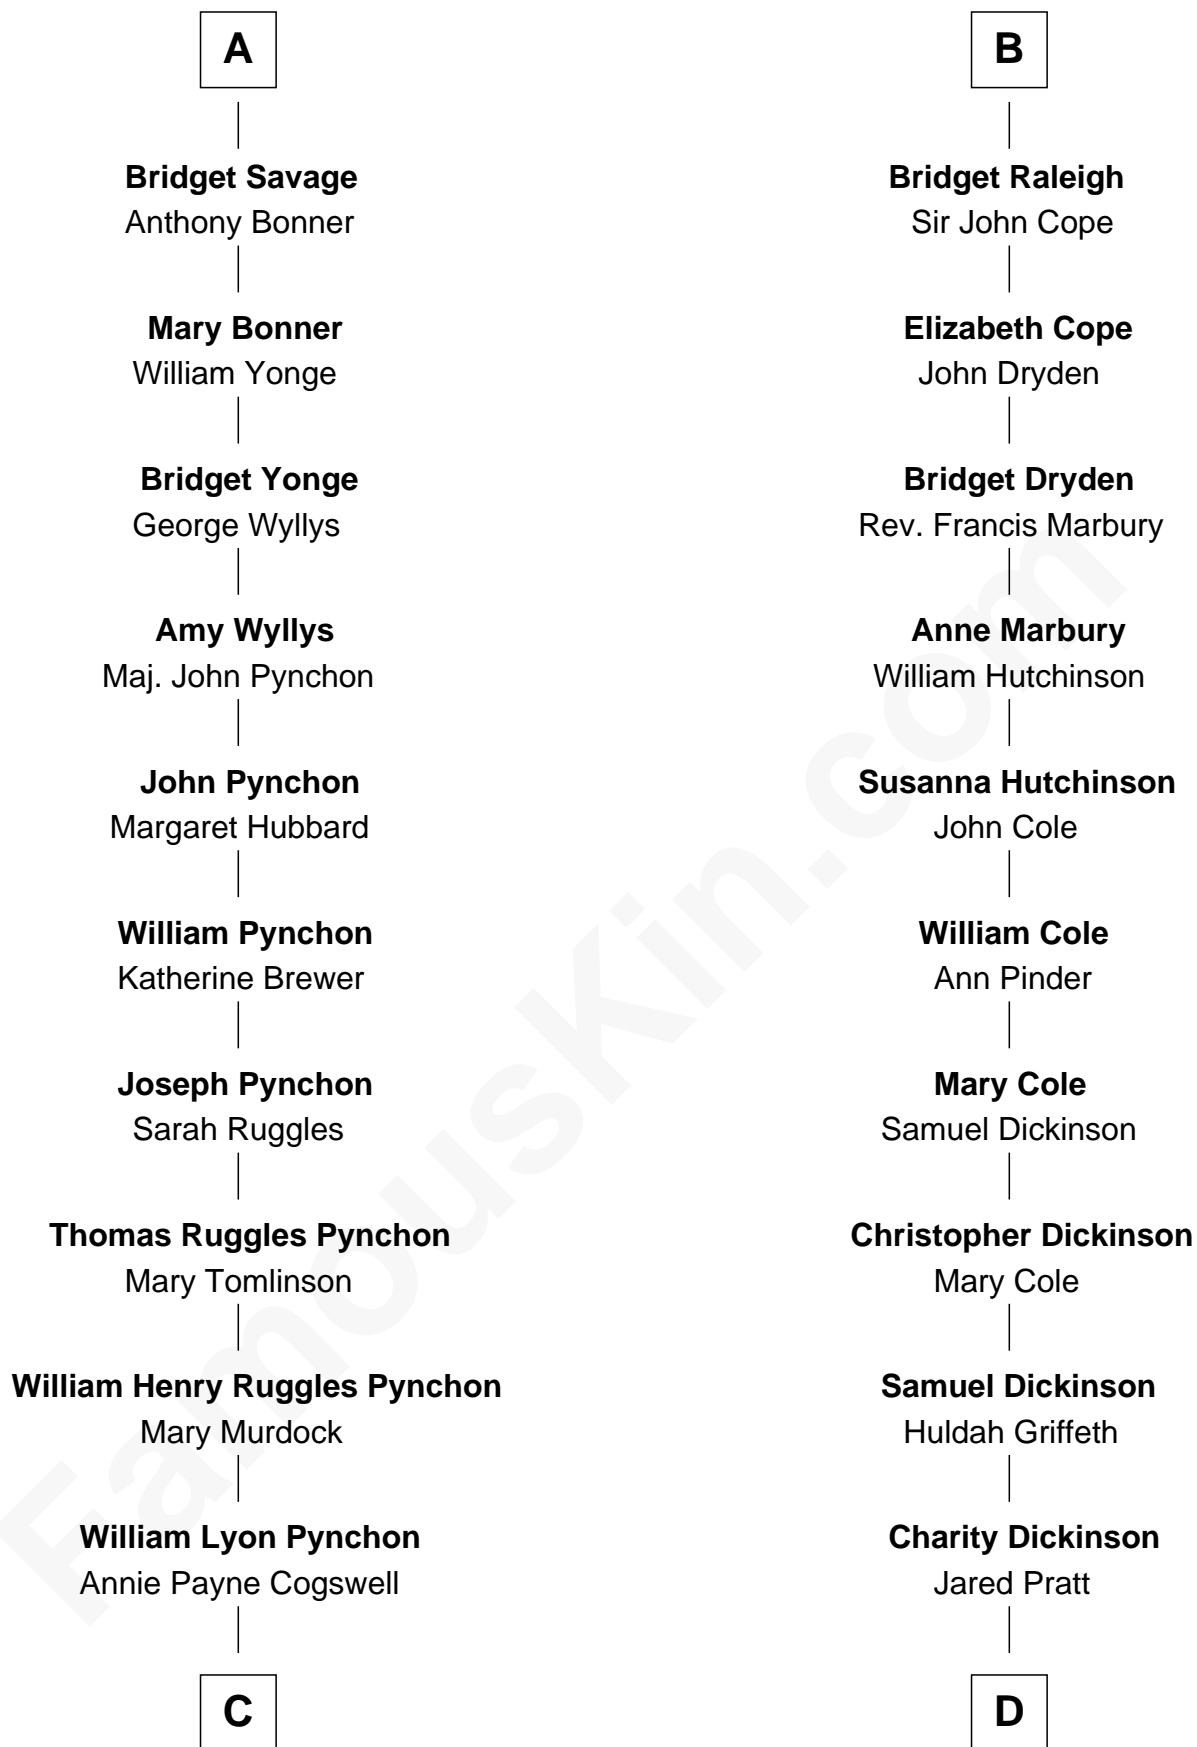 A
Bridget Savage
Anthony Bonner
Mary Bonner
William Yonge
Bridget Yonge
George Wyllys
Amy Wyllys
Maj. John Pynchon
John Pynchon
Margaret Hubbard
William Pynchon
Katherine Brewer
Joseph Pynchon
Sarah Ruggles
Thomas Ruggles Pynchon
Mary Tomlinson
William Henry Ruggles Pynchon
Mary Murdock
William Lyon Pynchon
Annie Payne Cogswell
C
B
Bridget Raleigh
Sir John Cope
Elizabeth Cope
John Dryden
Bridget Dryden
Rev. Francis Marbury
Anne Marbury
William Hutchinson
Susanna Hutchinson
John Cole
William Cole
Ann Pinder
Mary Cole
Samuel Dickinson
Christopher Dickinson
Mary Cole
Samuel Dickinson
Huldah Griffeth
Charity Dickinson
Jared Pratt
D
FamousKin.com